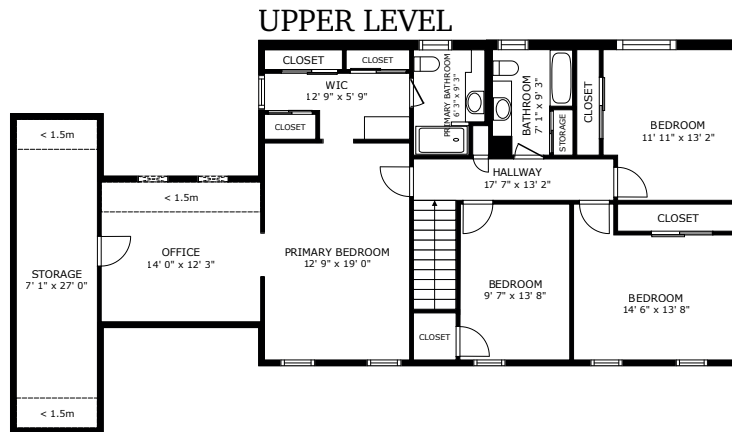 UPPER LEVEL
CLOSET
CLOSET
WIC
12' 9" x 5' 9"
CLOSET
PRIMARY BATHROOM
6' 3" x 9' 3"
BATHROOM
7' 1" x 9' 3"
STORAGE
CLOSET
BEDROOM
11' 11" x 13' 2"
< 1.5m
HALLWAY
17' 7" x 13' 2"
< 1.5m
CLOSET
STORAGE
7' 1" x 27' 0"
OFFICE
14' 0" x 12' 3"
PRIMARY BEDROOM
12' 9" x 19' 0"
BEDROOM
9' 7" x 13' 8"
BEDROOM
14' 6" x 13' 8"
CLOSET
< 1.5m